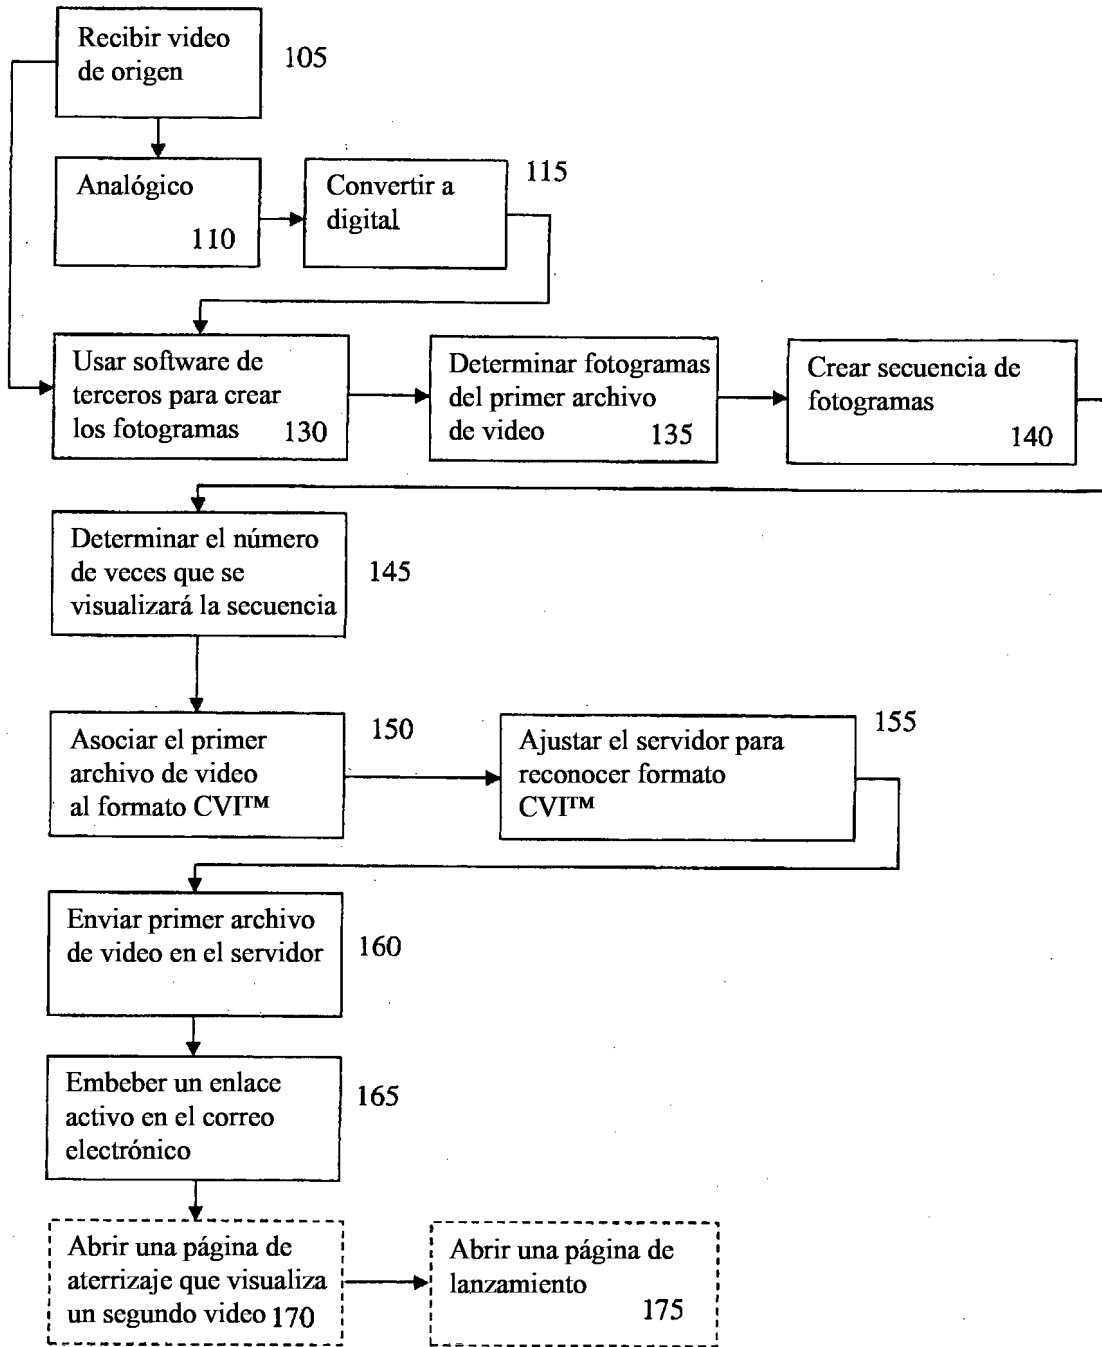 Recibir video
de origen
105
Analógico
110
Convertir a
digital
115
Usar software de
terceros para crear
los fotogramas 130
Determinar fotogramas
del primer archivo
de video 135
Crear secuencia de
fotogramas
140
Determinar el número
de veces que se
visualizará la secuencia
145
Asociar el primer
archivo de video
al formato CVI™
150
Ajustar el servidor para
reconocer formato
CVI™
155
Enviar primer archivo
de video en el servidor
160
Embeber un enlace
activo en el correo
electrónico
165
Abrir una página de
aterrizaje que visualiza
un segundo video 170
Abrir una página de
lanzamiento
175